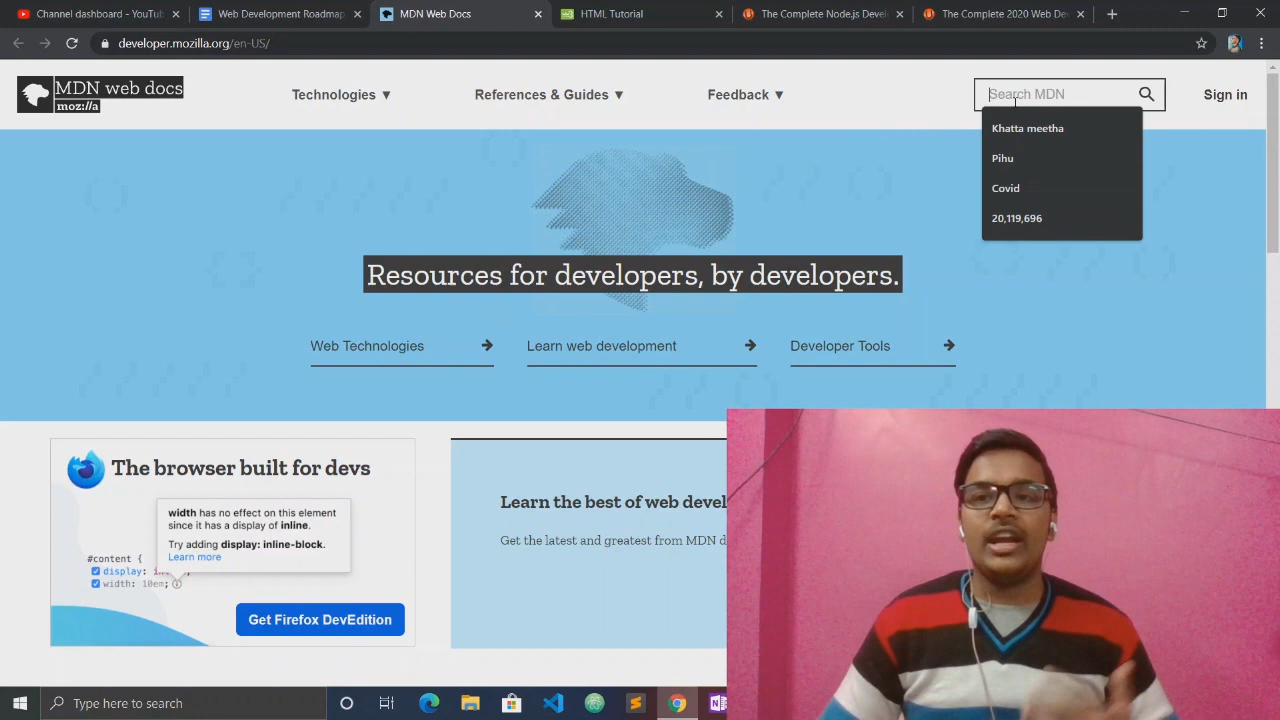 Channel dashboard - YouTu
Web Development Roadmap
MDN Web Docs
HTML Tutorial
The Complete Node.js Devel
The Complete 2020 Web De
developer.mozilla.org/en-US/
MDN web docs
moz://a
Technologies ▼
References & Guides ▼
Feedback ▼
Search MDN
Sign in
Khatta meetha
Pihu
Covid
20,119,696
Resources for developers, by developers.
Web Technologies
Learn web development
Developer Tools
The browser built for devs
width has no effect on this element
since it has a display of inline.
Try adding display: inline-block.
Learn more
#content {
display: in
width: 10em;
Get Firefox DevEdition
Learn the best of web devel
Get the latest and greatest from MDN d
Type here to search